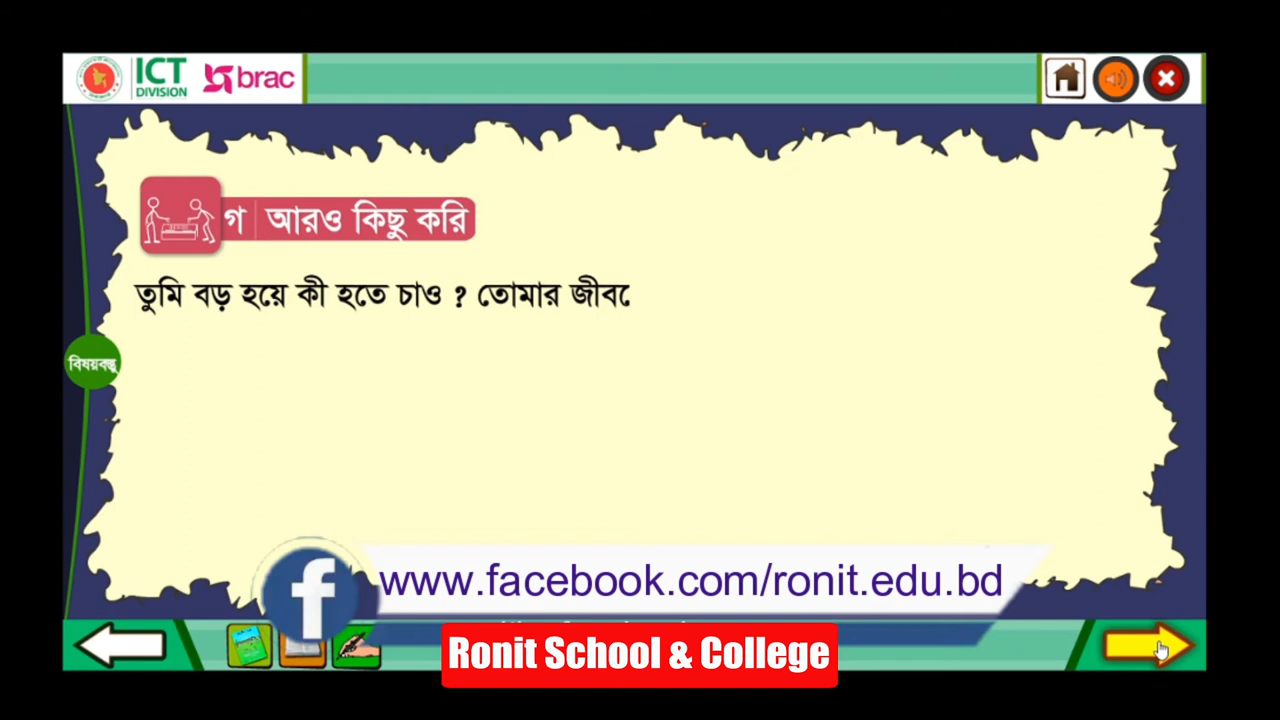 ICT
DIVISION
brac
গ আরও কিছু করি
তুমি বড় হয়ে কী হতে চাও ? তোমার জীবে
বিষয়বস্তু
www.facebook.com/ronit.edu.bd
Ronit School & College